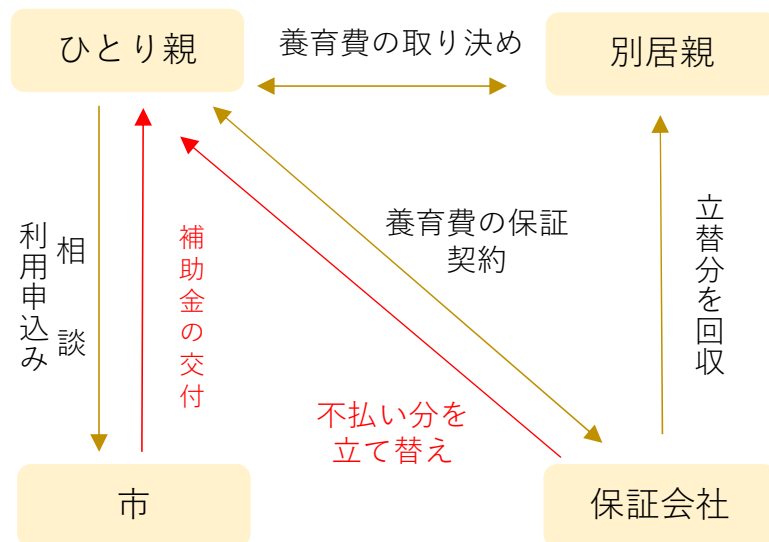 ひとり親
養育費の取り決め
別居親
相談
利用申込み
補助金の交付
養育費の保証
契約
立替分を回収
不払い分を
立て替え
市
保証会社